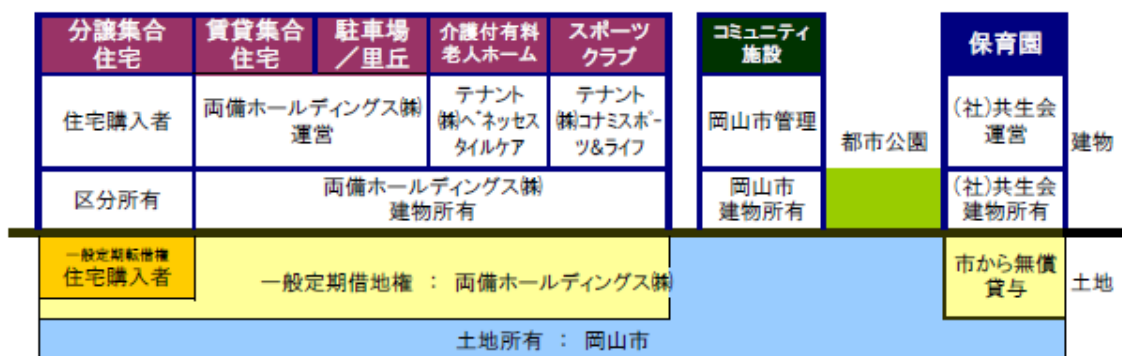 分譲集合
住宅
賃貸集合
住宅
駐車場
／里丘
介護付有料
老人ホーム
スポーツ
クラブ
コミュニティ
施設
保育園
住宅購入者
両備ホールディングス㈱
運営
テナント
㈱ベネッセス
タイルケア
テナント
㈱コナミスポー
ツ&ライフ
岡山市管理
都市公園
(社)共生会
運営
建物
区分所有
両備ホールディングス㈱
建物所有
岡山市
建物所有
(社)共生会
建物所有
一般定期転借権
住宅購入者
一般定期借地権 ： 両備ホールディングス㈱
市から無償
貸与
土地
土地所有 ： 岡山市